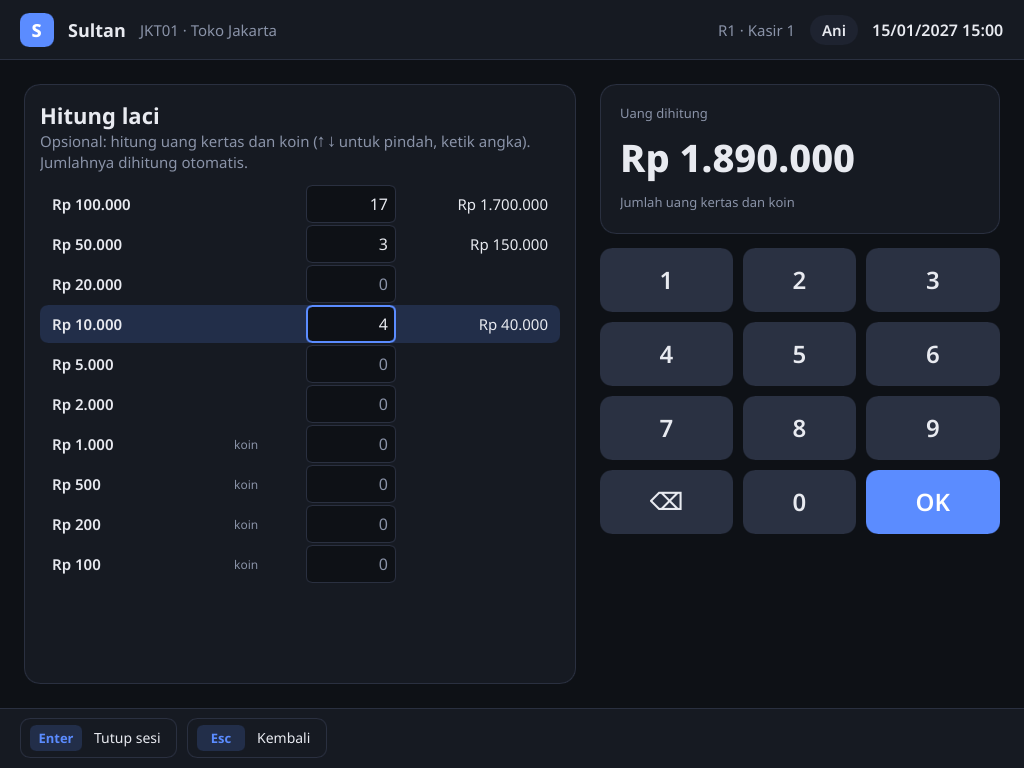 S Sultan JKT01 · Toko Jakarta R1 · Kasir 1 Ani 15/01/2027 15:00
Hitung laci
Opsional: hitung uang kertas dan koin (↑ ↓ untuk pindah, ketik angka).
Jumlahnya dihitung otomatis.
Rp 100.000 17 Rp 1.700.000
Rp 50.000 3 Rp 150.000
Rp 20.000 0
Rp 10.000 4 Rp 40.000
Rp 5.000 0
Rp 2.000 0
Rp 1.000 koin 0
Rp 500 koin 0
Rp 200 koin 0
Rp 100 koin 0
Uang dihitung
Rp 1.890.000
Jumlah uang kertas dan koin
1 2 3
4 5 6
7 8 9
⌫ 0 OK
Enter Tutup sesi Esc Kembali